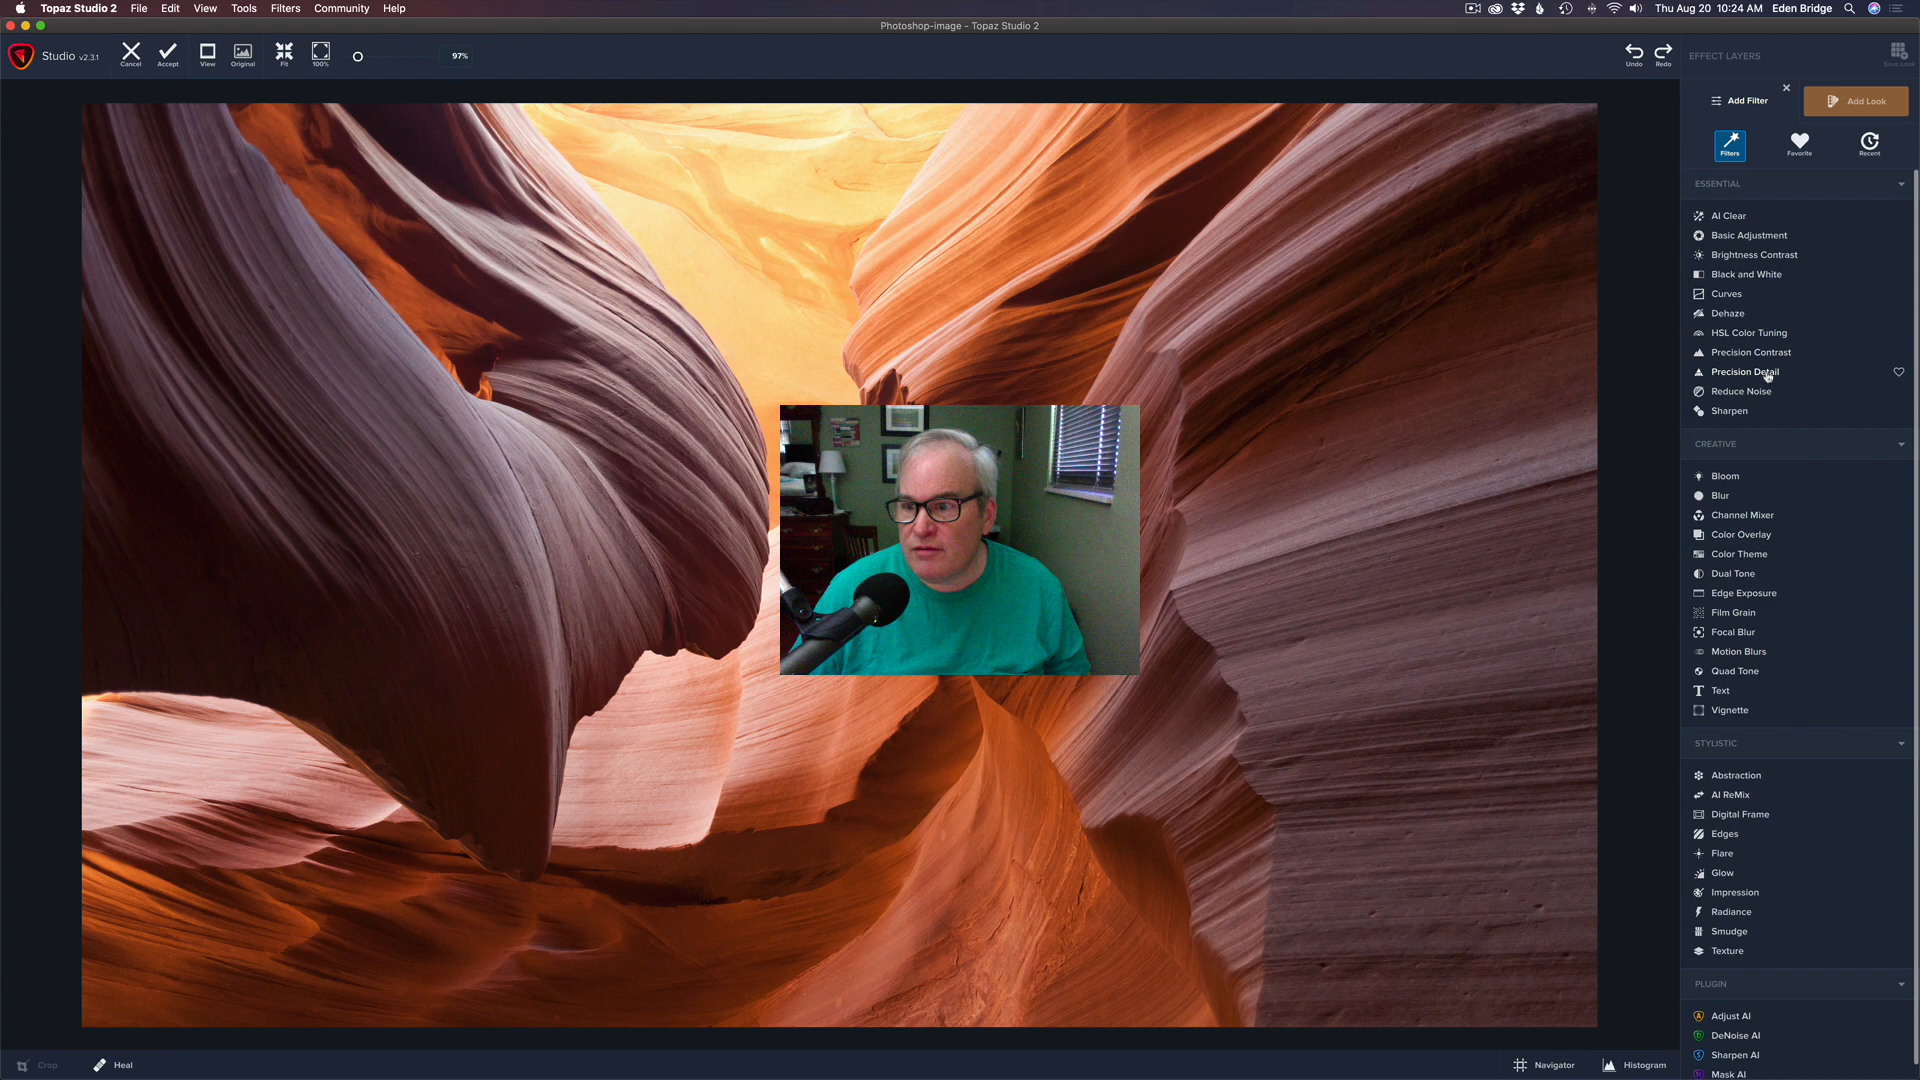 Topaz Studio 2 File Edit View Tools Filters Community Help Thu Aug 20 10:24 AM Eden Bridge
Photoshop-image - Topaz Studio 2
Studio v2.3.1 Cancel Accept View Original Fit 100% 97% Undo Redo EFFECT LAYERS Save Look
Add Filter Add Look
Filters Favorite Recent
ESSENTIAL
AI Clear
Basic Adjustment
Brightness Contrast
Black and White
Curves
Dehaze
HSL Color Tuning
Precision Contrast
Precision Detail
Reduce Noise
Sharpen
CREATIVE
Bloom
Blur
Channel Mixer
Color Overlay
Color Theme
Dual Tone
Edge Exposure
Film Grain
Focal Blur
Motion Blurs
Quad Tone
Text
Vignette
STYLISTIC
Abstraction
AI ReMix
Digital Frame
Edges
Flare
Glow
Impression
Radiance
Smudge
Texture
PLUGIN
Adjust AI
DeNoise AI
Sharpen AI
Mask AI
Crop Heal Navigator Histogram